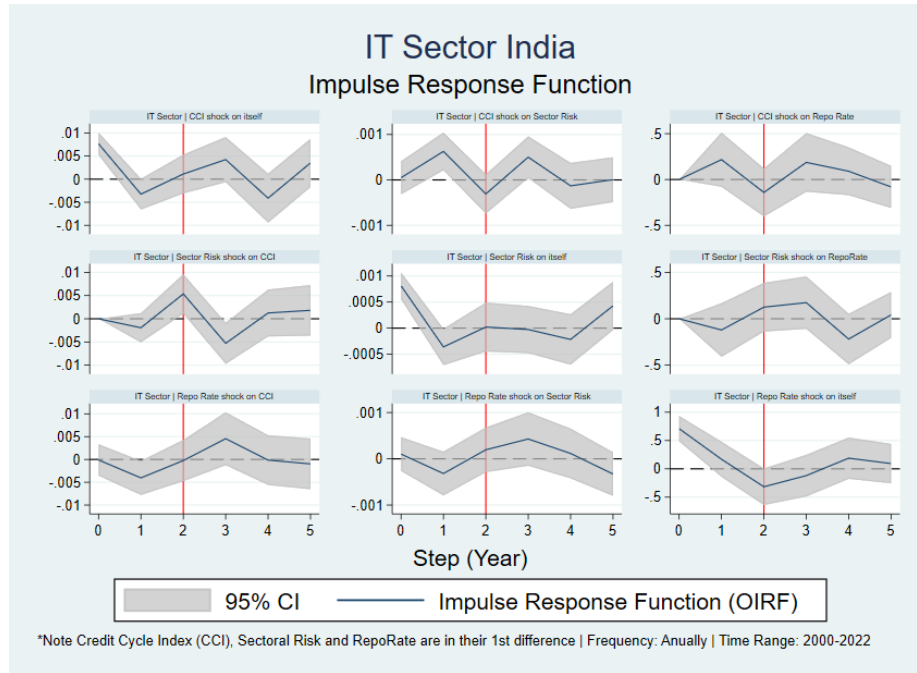 IT Sector India
Impulse Response Function
IT Sector | CCI shock on itself
IT Sector | CCI shock on Sector Risk
IT Sector | CCI shock on Repo Rate
.01
.005
0
-.005
-.01
.001
0
-.001
.5
0
-.5
IT Sector | Sector Risk shock on CCI
IT Sector | Sector Risk on itself
IT Sector | Sector Risk shock on RepoRate
.01
.005
0
-.005
-.01
.001
.0005
0
-.0005
.5
0
-.5
IT Sector | Repo Rate shock on CCI
IT Sector | Repo Rate shock on Sector Risk
IT Sector | Repo Rate shock on itself
.01
.005
0
-.005
-.01
.001
0
-.001
1
.5
0
-.5
0 1 2 3 4 5
0 1 2 3 4 5
0 1 2 3 4 5
Step (Year)
95% CI
Impulse Response Function (OIRF)
*Note Credit Cycle Index (CCI), Sectoral Risk and RepoRate are in their 1st difference | Frequency: Anually | Time Range: 2000-2022